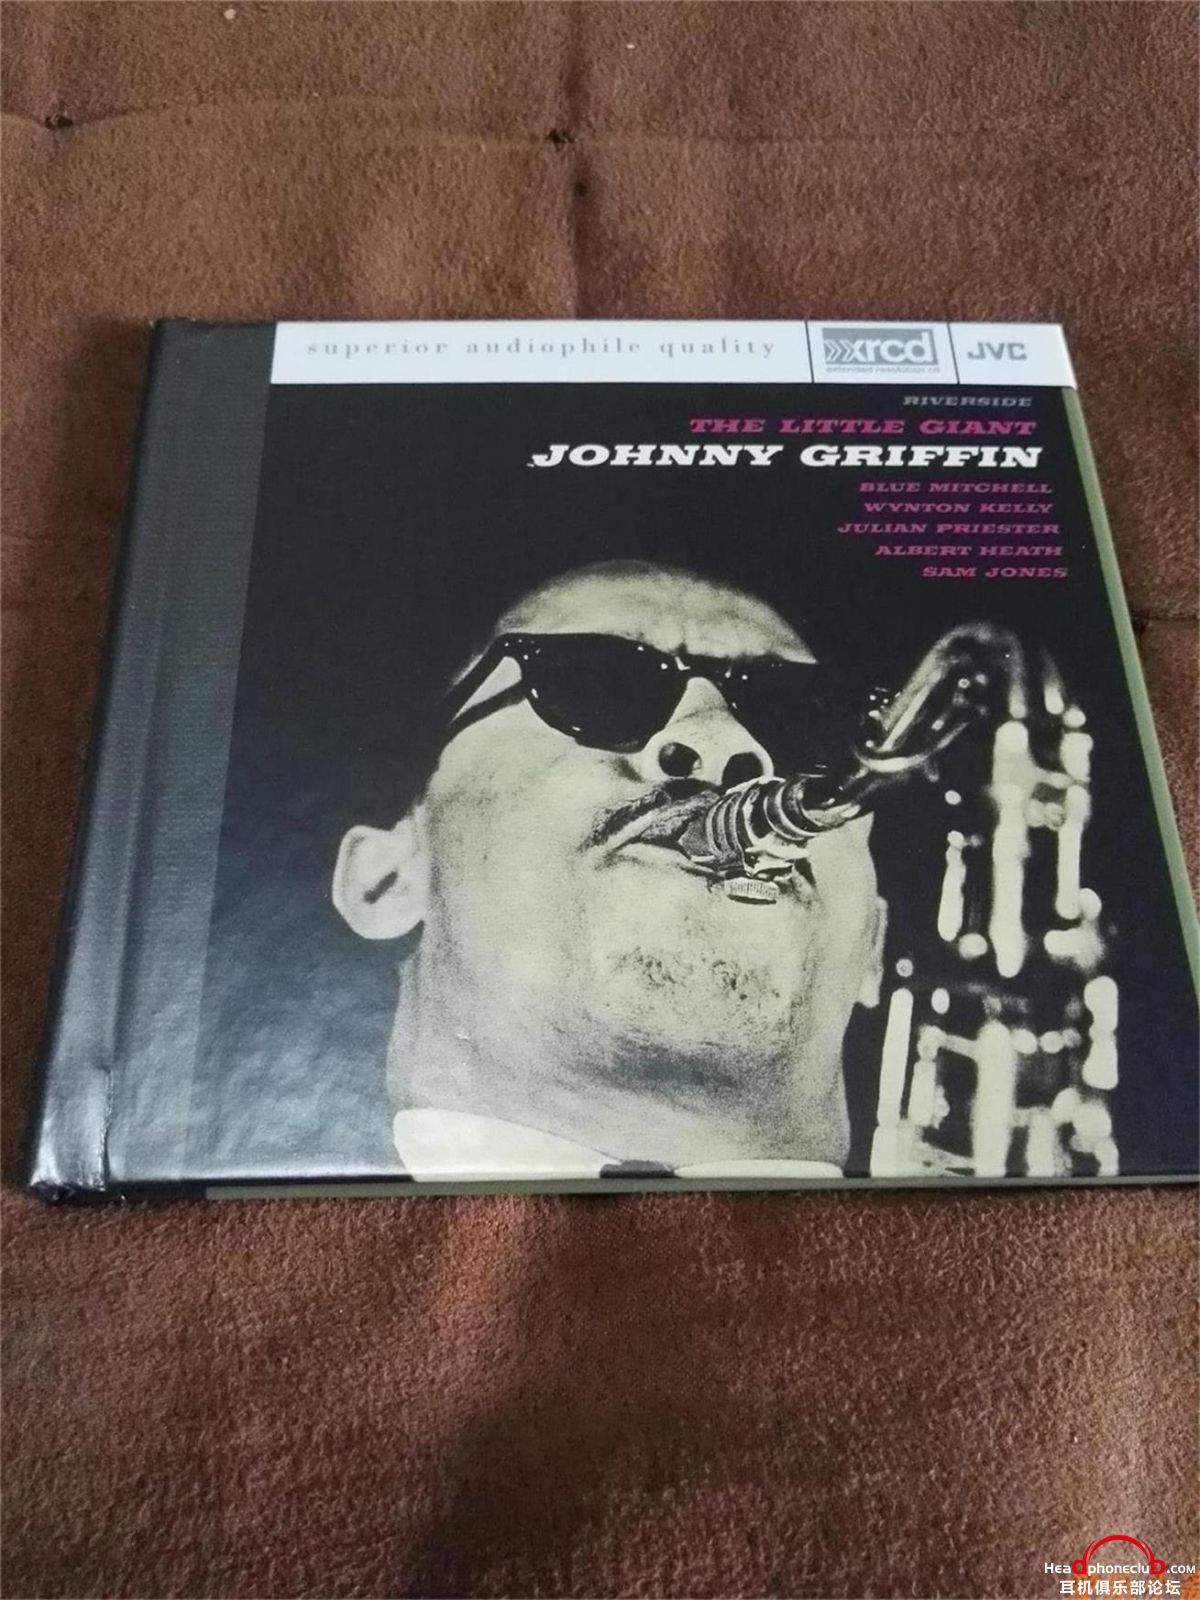 superior audiophile quality
xrcd
extended resolution cd
JVC
RIVERSIDE
THE LITTLE GIANT
JOHNNY GRIFFIN
BLUE MITCHELL
WYNTON KELLY
JULIAN PRIESTER
ALBERT HEATH
SAM JONES
Headphoneclub.com
耳机俱乐部论坛